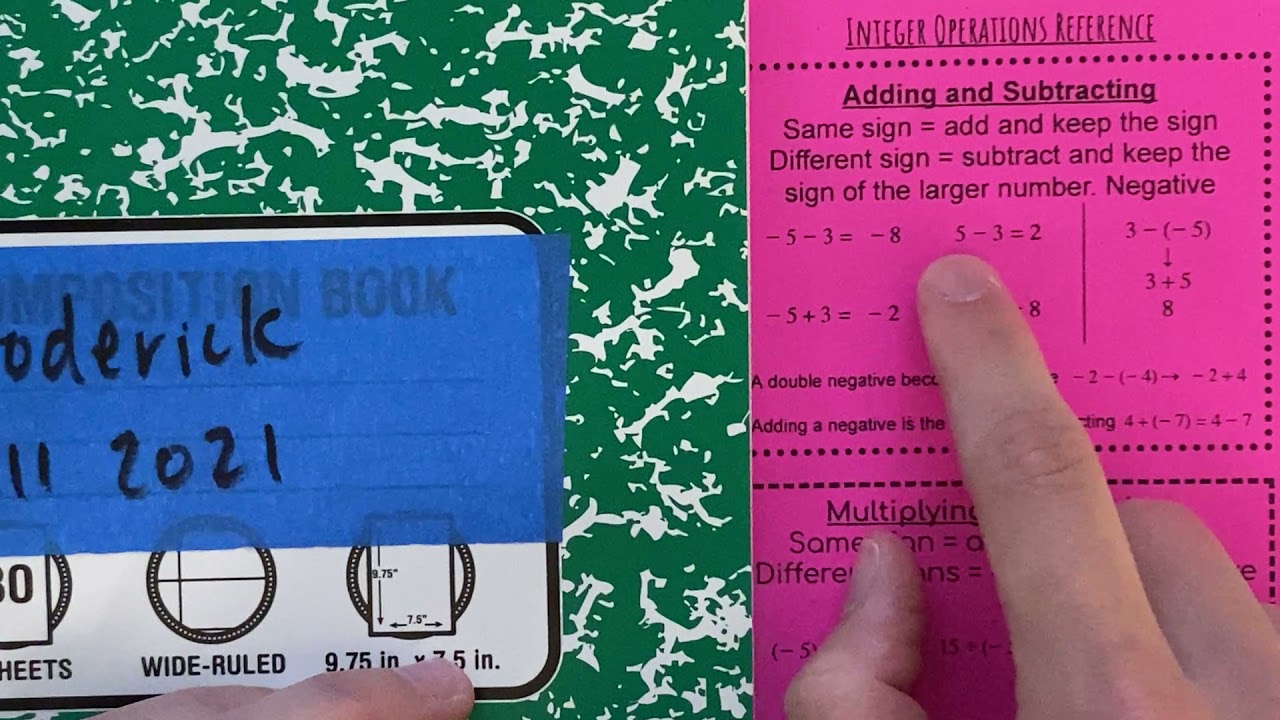 COMPOSITION BOOK
oderick
ll 2021
80
SHEETS
WIDE-RULED
9.75"
7.5"
9.75 in. x 7.5 in.
INTEGER OPERATIONS REFERENCE
Adding and Subtracting
Same sign = add and keep the sign
Different sign = subtract and keep the
sign of the larger number. Negative
− 5 − 3 = − 8 5 − 3 = 2 3 − (− 5)
↓
3 + 5
− 5 + 3 = − 2 8 8
A double negative − 2 − (− 4) → − 2 + 4
Adding a negative is the 4 + (− 7) = 4 − 7
Multiplying
Same =
=
(− 5) 15 ÷ (−